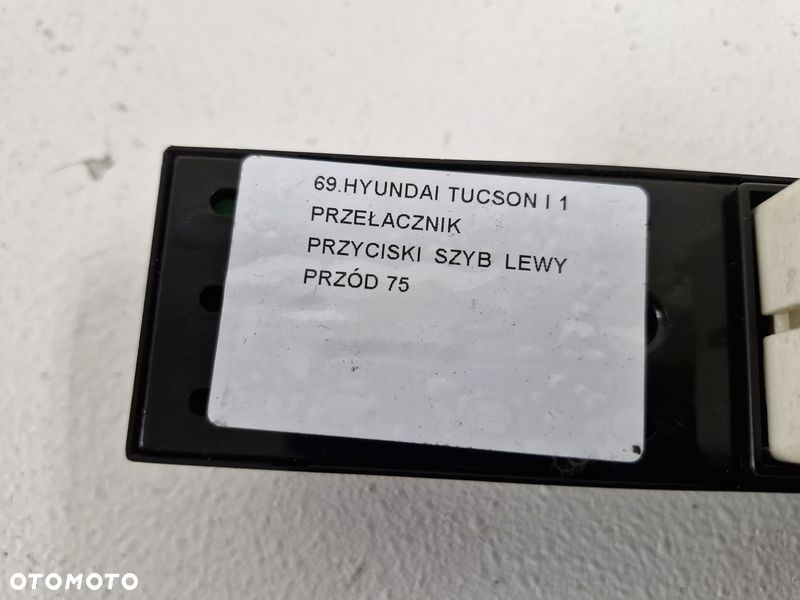 69.HYUNDAI TUCSON I 1
PRZEŁACZNIK
PRZYCISKI SZYB LEWY
PRZÓD 75
OTOMOTO